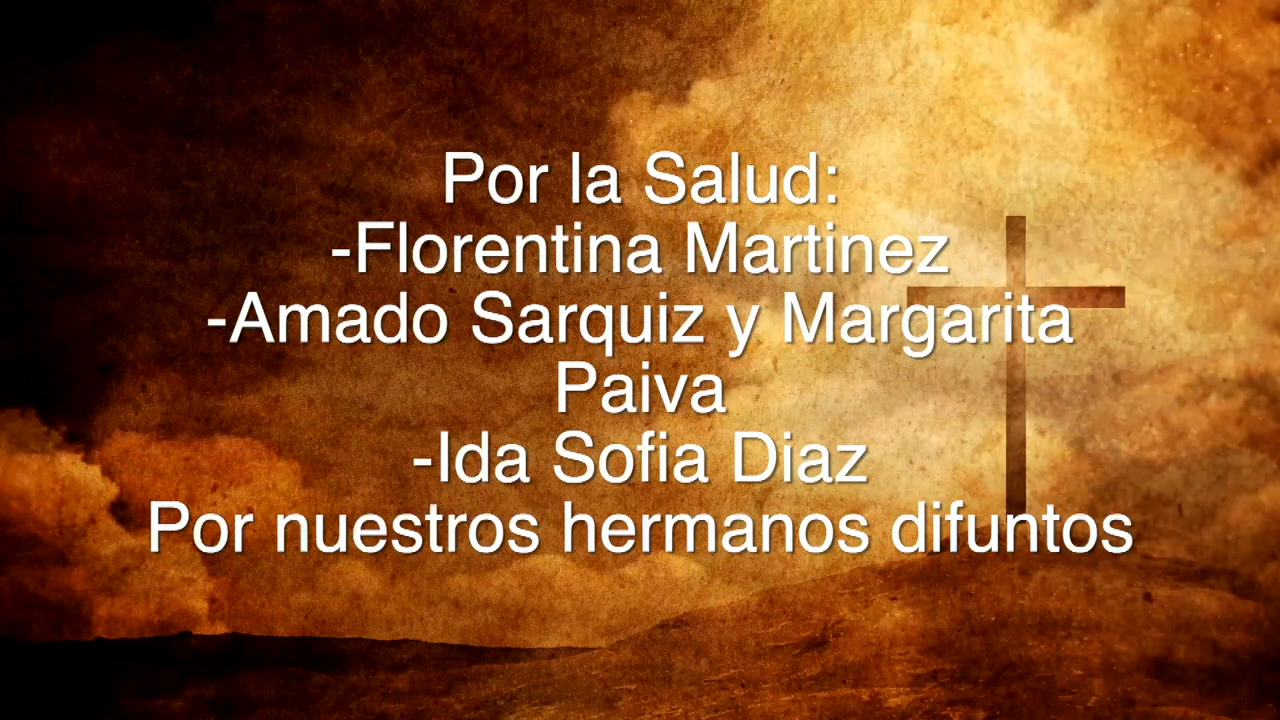 Por la Salud:
-Florentina Martinez
-Amado Sarquiz y Margarita
Paiva
-Ida Sofia Diaz
Por nuestros hermanos difuntos